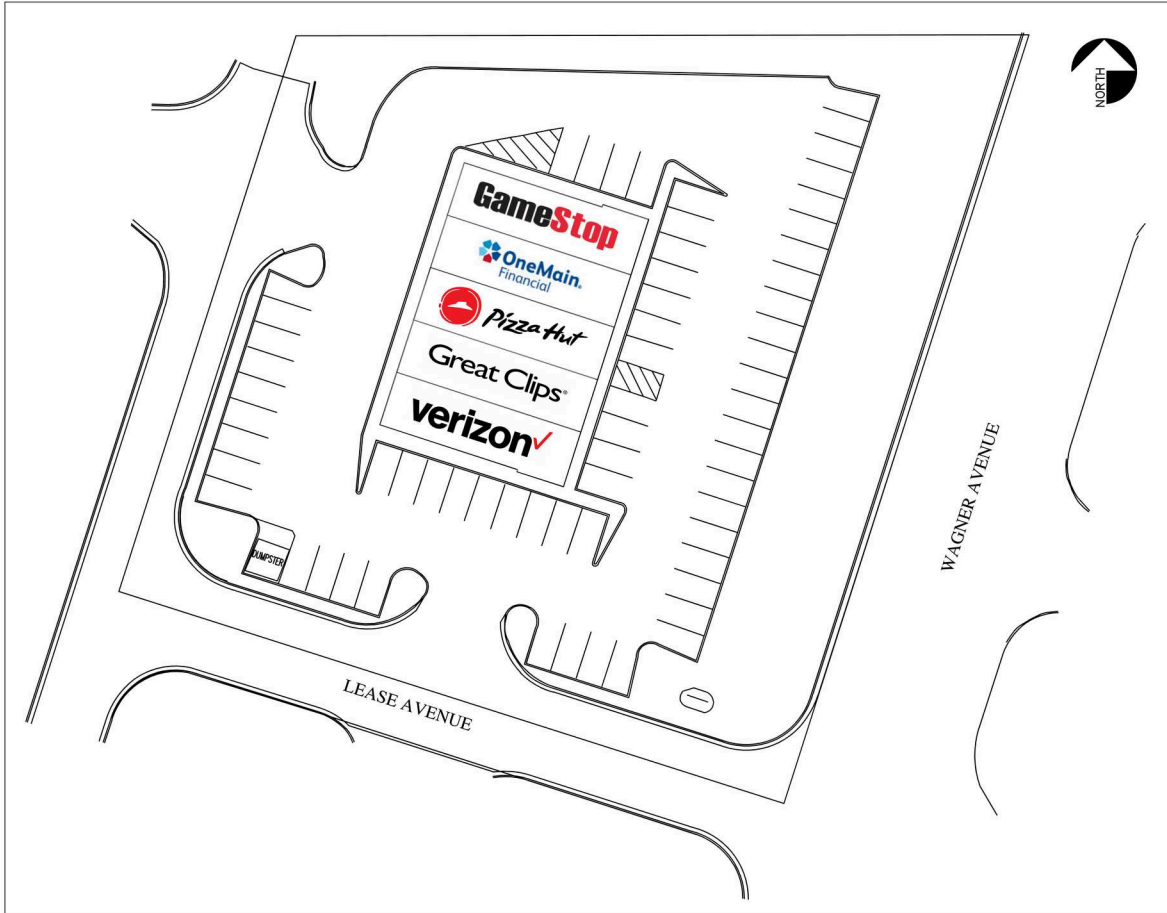 NORTH
GameStop
OneMain.
Financial
Pizza Hut
Great Clips®
verizon✓
DUMPSTER
WAGNER AVENUE
LEASE AVENUE